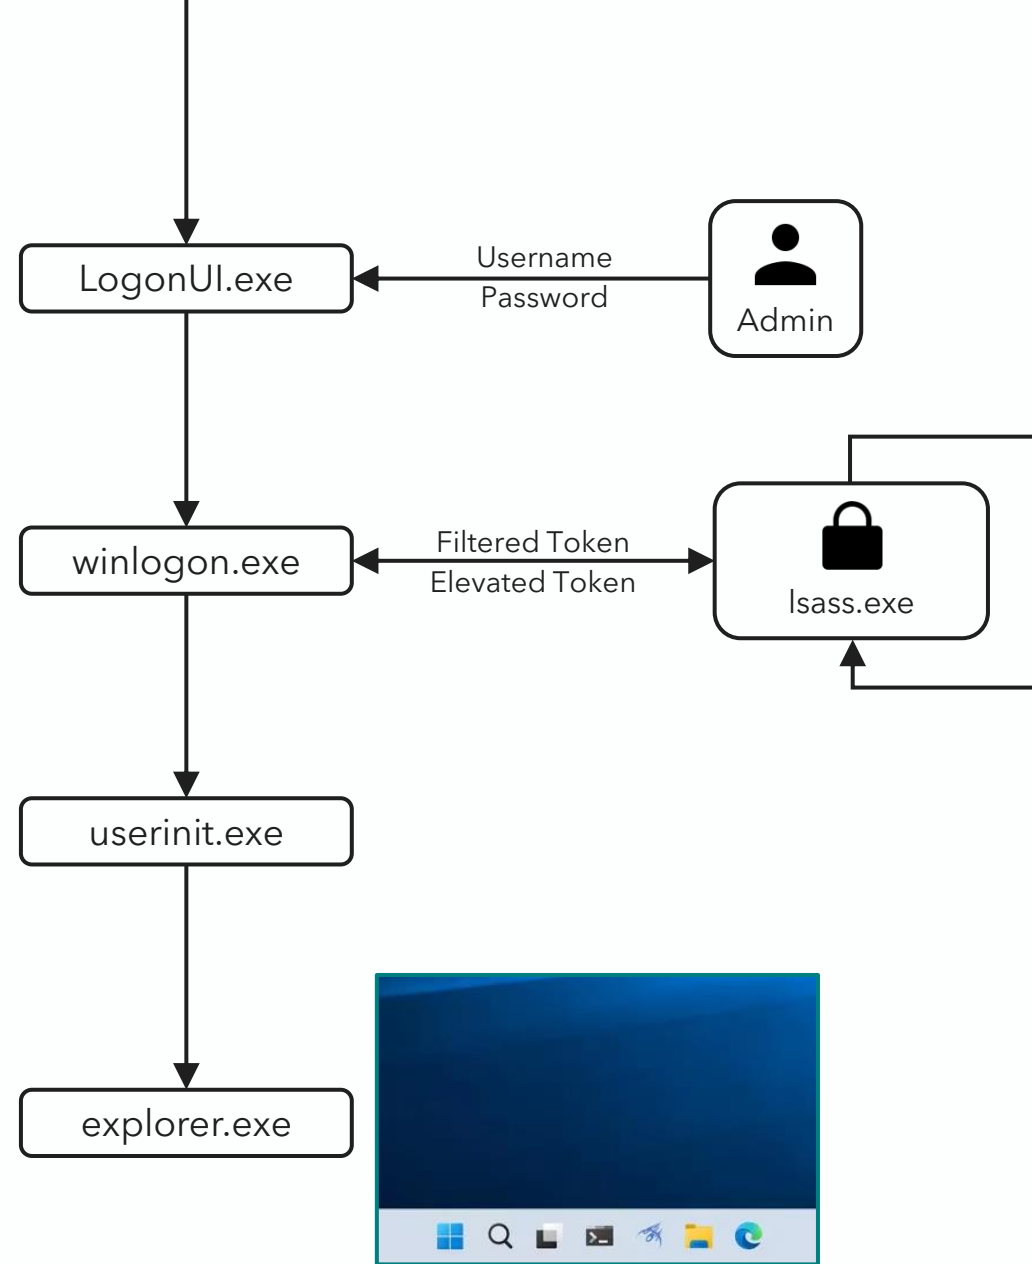 Username
LogonUI.exe
Password
Admin
Filtered Token
winlogon.exe
Elevated Token
lsass.exe
userinit.exe
explorer.exe